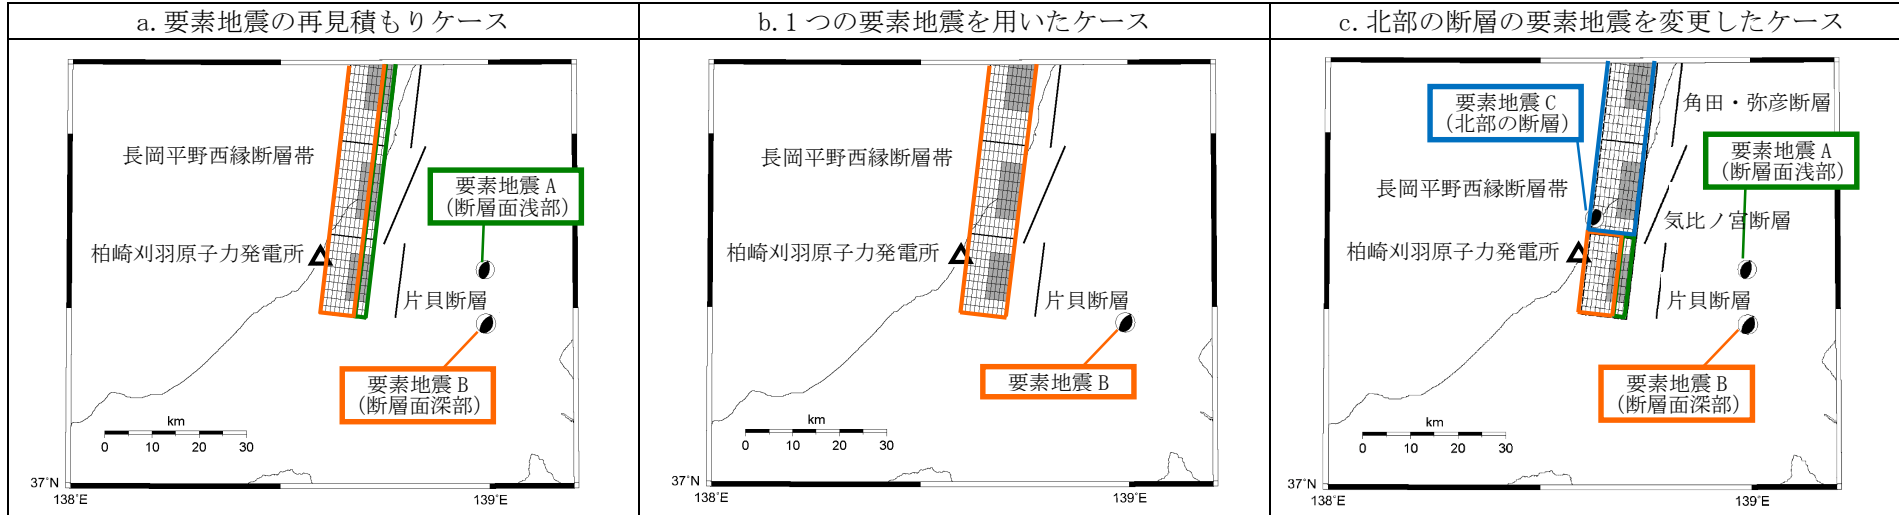 a.要素地震の再見積もりケース
長岡平野西縁断層帯
要素地震 A
(断層面浅部)
柏崎刈羽原子力発電所
片貝断層
要素地震 B
(断層面深部)
km
0 10 20 30
37°N
138°E
139°E
b.1つの要素地震を用いたケース
長岡平野西縁断層帯
柏崎刈羽原子力発電所
片貝断層
要素地震 B
km
0 10 20 30
37°N
138°E
139°E
c.北部の断層の要素地震を変更したケース
要素地震 C
(北部の断層)
角田・弥彦断層
要素地震 A
(断層面浅部)
長岡平野西縁断層帯
気比ノ宮断層
柏崎刈羽原子力発電所
片貝断層
要素地震 B
(断層面深部)
km
0 10 20 30
37°N
138°E
139°E